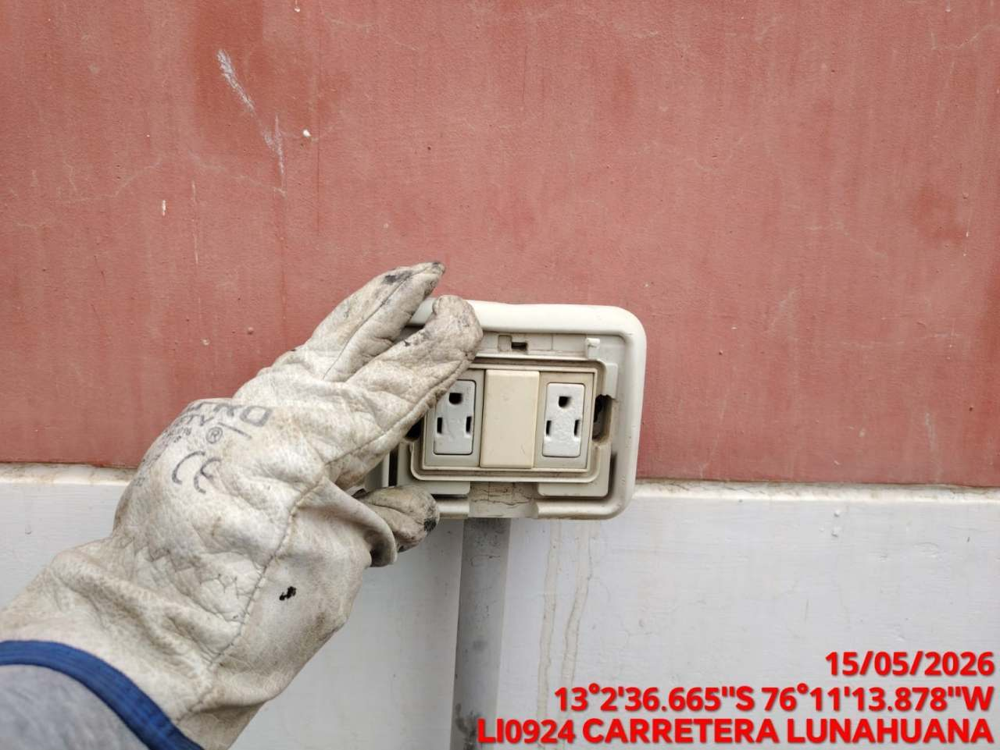 CE
15/05/2026
13°2'36.665"S 76°11'13.878"W
LI0924 CARRETERA LUNAHUANA